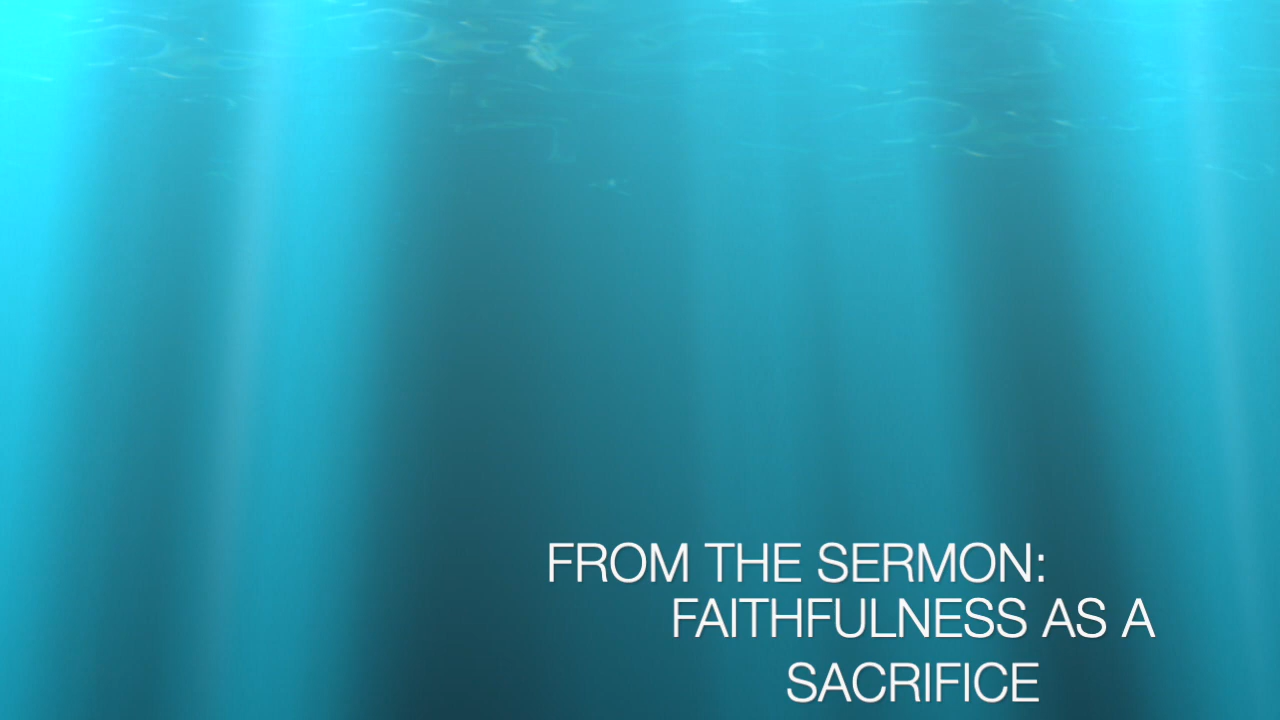 FROM THE SERMON:
FAITHFULNESS AS A
SACRIFICE